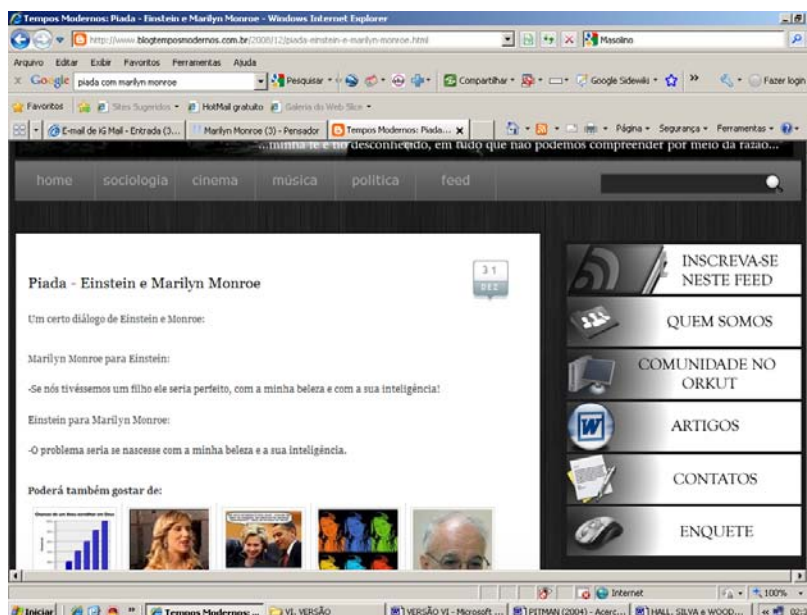 Tempos Modernos: Piada - Einstein e Marilyn Monroe - Windows Internet Explorer
http://www.blogtemposmodernos.com.br/2008/12/piada-einstein-e-marilyn-monroe.html
Masolino
Arquivo Editar Exibir Favoritos Ferramentas Ajuda
Google piada com marilyn monroe Pesquisar Compartilhar Google Sidewiki Fazer login
Favoritos Sites Sugeridos HotMail gratuito Galeria do Web Slice
E-mail de iG Mail - Entrada (3... Marilyn Monroe (3) - Pensador Tempos Modernos: Piada... X Página Segurança Ferramentas
...minha fé é no desconhecido, em tudo que não podemos compreender por meio da razão...
home sociologia cinema música política feed
31
DEZ
Piada - Einstein e Marilyn Monroe
Um certo diálogo de Einstein e Monroe:
Marilyn Monroe para Einstein:
-Se nós tivéssemos um filho ele seria perfeito, com a minha beleza e com a sua inteligência!
Einstein para Marilyn Monroe:
-O problema seria se nascesse com a minha beleza e a sua inteligência.
Poderá também gostar de:
INSCREVA-SE
NESTE FEED
QUEM SOMOS
COMUNIDADE NO
ORKUT
ARTIGOS
CONTATOS
ENQUETE
Internet 100%
Iniciar Tempos Modernos: ... VI. VERSÃO VERSÃO VI - Microsoft ... PITMAN (2004) - Acerc... HALL, SILVA e WOOD...